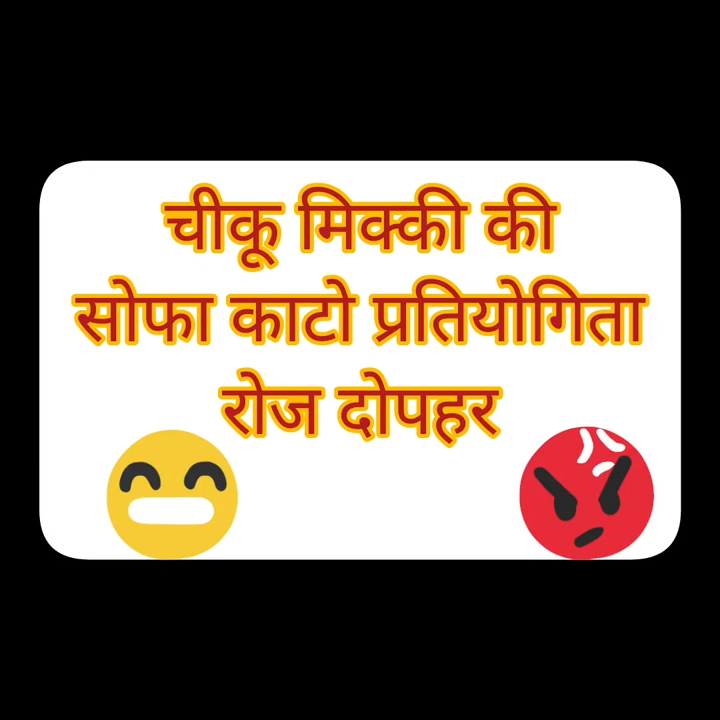 चीकू मिक्की की
सोफा काटो प्रतियोगिता
रोज दोपहर